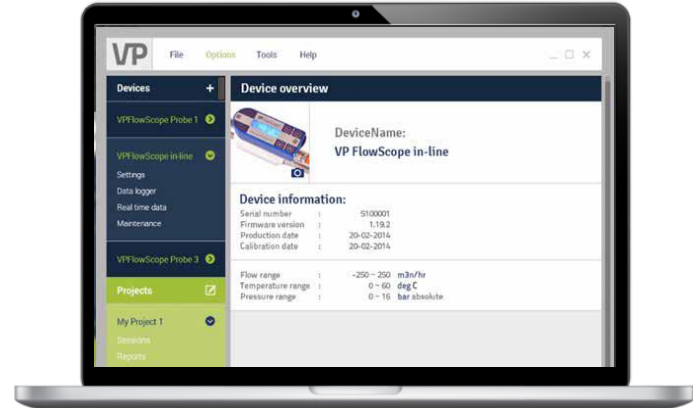 VP File Options Tools Help
Devices +
VPFlowScope Probe 1
VPFlowScope in-line
Settings
Data logger
Real time data
Maintenance
VPFlowScope Probe 3
Projects
My Project 1
Sessions
Reports
Device overview
DeviceName:
VP FlowScope in-line
Device information:
Serial number : S100001
Firmware version : 1.19.2
Production date : 20-02-2014
Calibration date : 20-02-2014
Flow range : -250 ~ 250 m3n/hr
Temperature range : 0 ~ 60 deg C
Pressure range : 0 ~ 16 bar absolute